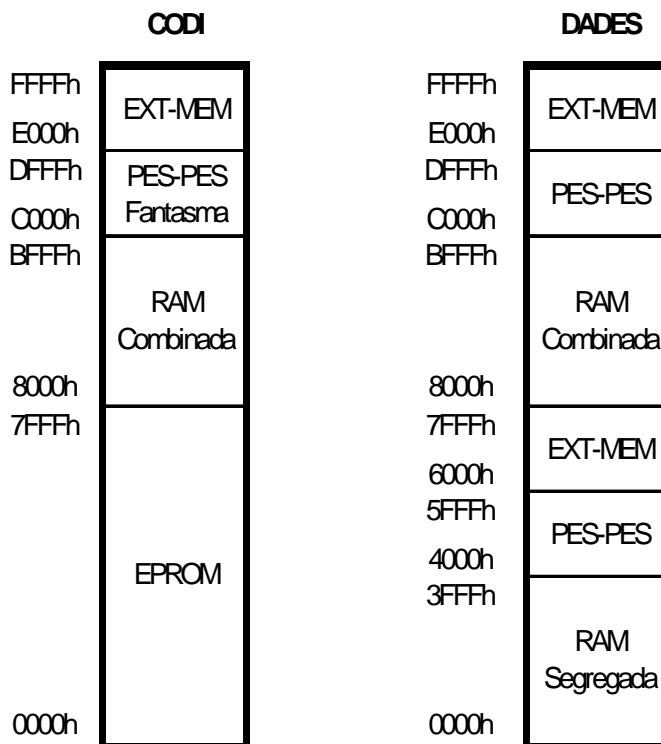 CODI
FFFFh
EXT-MEM
E000h
DFFFh
PES-PES
Fantasma
C000h
BFFFh
RAM
Combinada
8000h
7FFFh
EPROM
0000h
DADES
FFFFh
EXT-MEM
E000h
DFFFh
PES-PES
C000h
BFFFh
RAM
Combinada
8000h
7FFFh
EXT-MEM
6000h
5FFFh
PES-PES
4000h
3FFFh
RAM
Segregada
0000h